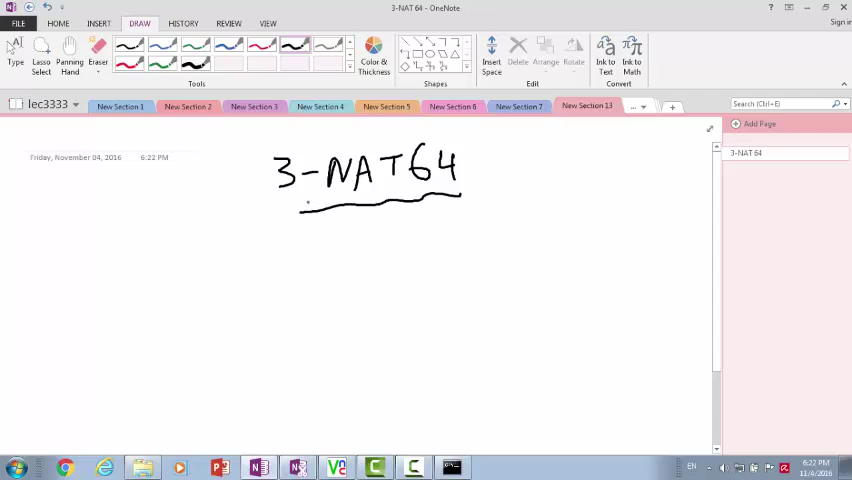 3-NAT 64 - OneNote
? Sign in
FILE HOME INSERT DRAW HISTORY REVIEW VIEW
Type Lasso Select Panning Hand Eraser Color & Thickness Insert Space Delete Arrange Rotate Ink to Text Ink to Math
Tools Shapes Edit Convert
lec3333 New Section 1 New Section 2 New Section 3 New Section 4 New Section 5 New Section 6 New Section 7 New Section 13 ... + Search (Ctrl+E)
Add Page
Friday, November 04, 2016 6:22 PM
3-NAT 64
3-NAT64
EN 6:22 PM
11/4/2016